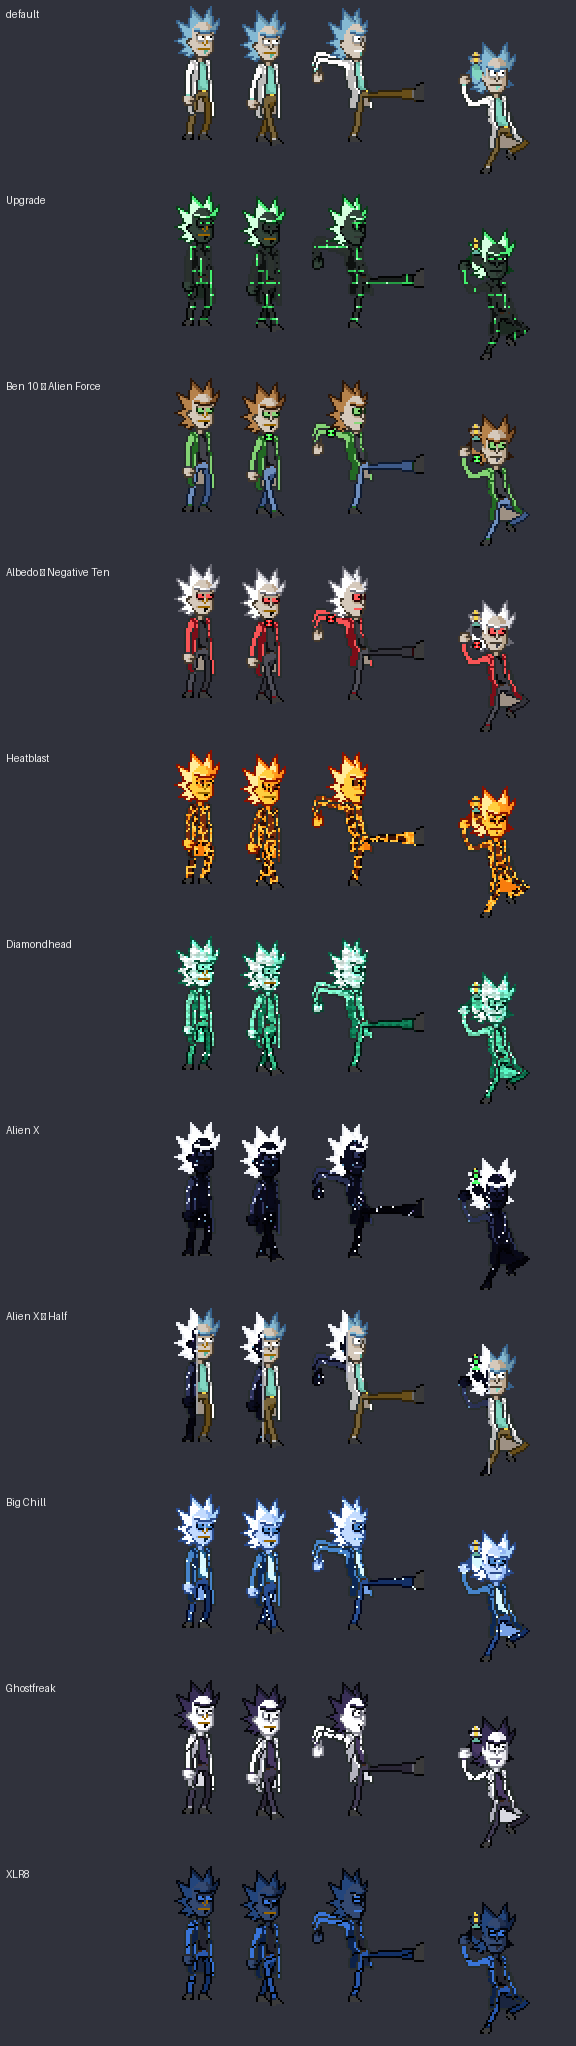 default
Upgrade
Ben 10 □ Alien Force
Albedo □ Negative Ten
Heatblast
Diamondhead
Alien X
Alien X □ Half
Big Chill
Ghostfreak
XLR8